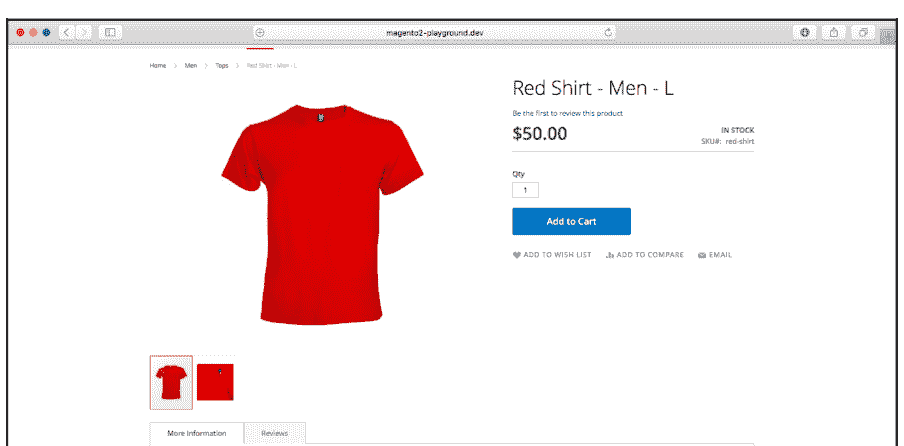 magento2-playground.dev
Home > Men > Tops > Red Shirt - Men - L
Red Shirt - Men - L
Be the first to review this product
$50.00
IN STOCK
SKU#: red-shirt
Qty
1
Add to Cart
ADD TO WISH LIST ADD TO COMPARE EMAIL
More Information Reviews